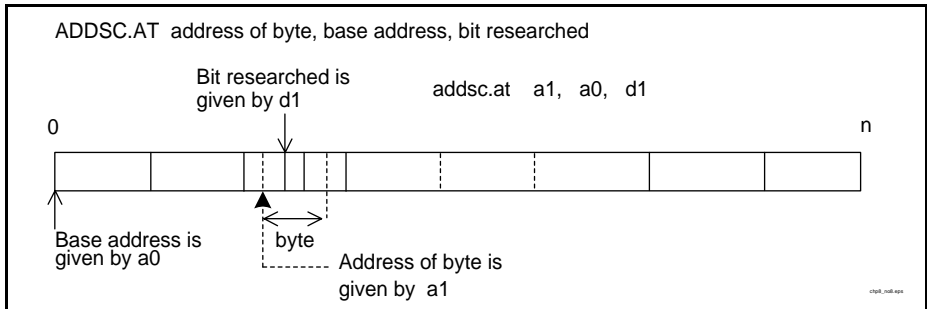 ADDSC.AT address of byte, base address, bit researched
Bit researched is
given by d1
addsc.at a1, a0, d1
0
n
Base address is
given by a0
byte
Address of byte is
given by a1